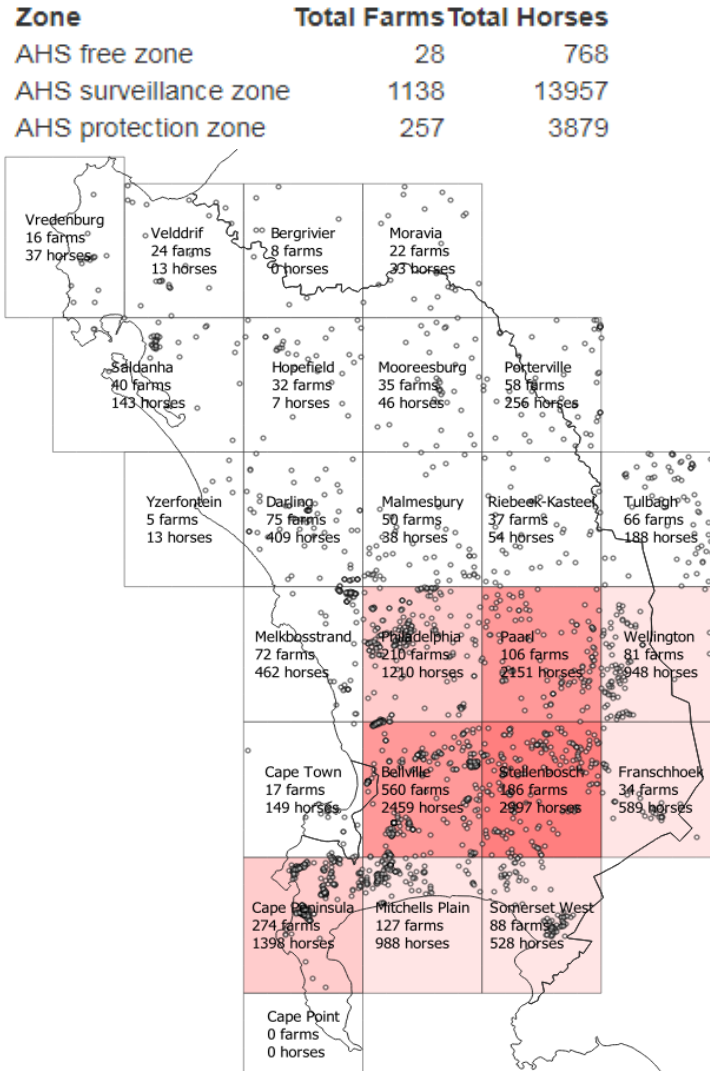 Zone Total Farms Total Horses
AHS free zone 28 768
AHS surveillance zone 1138 13957
AHS protection zone 257 3879
Vredenburg
16 farms
37 horses
Velddrif
24 farms
13 horses
Bergrivier
8 farms
0 horses
Moravia
22 farms
33 horses
Saldanha
40 farms
143 horses
Hopefield
32 farms
7 horses
Mooreesburg
35 farms
46 horses
Porterville
58 farms
256 horses
Yzerfontein
5 farms
13 horses
Darling
75 farms
409 horses
Malmesbury
50 farms
38 horses
Riebeek-Kasteel
37 farms
54 horses
Tulbagh
66 farms
188 horses
Melkbosstrand
72 farms
462 horses
Philadelphia
210 farms
1210 horses
Paarl
106 farms
2151 horses
Wellington
81 farms
948 horses
Cape Town
17 farms
149 horses
Bellville
560 farms
2459 horses
Stellenbosch
186 farms
2997 horses
Franschhoek
34 farms
589 horses
Cape Peninsula
274 farms
1398 horses
Mitchells Plain
127 farms
988 horses
Somerset West
88 farms
528 horses
Cape Point
0 farms
0 horses